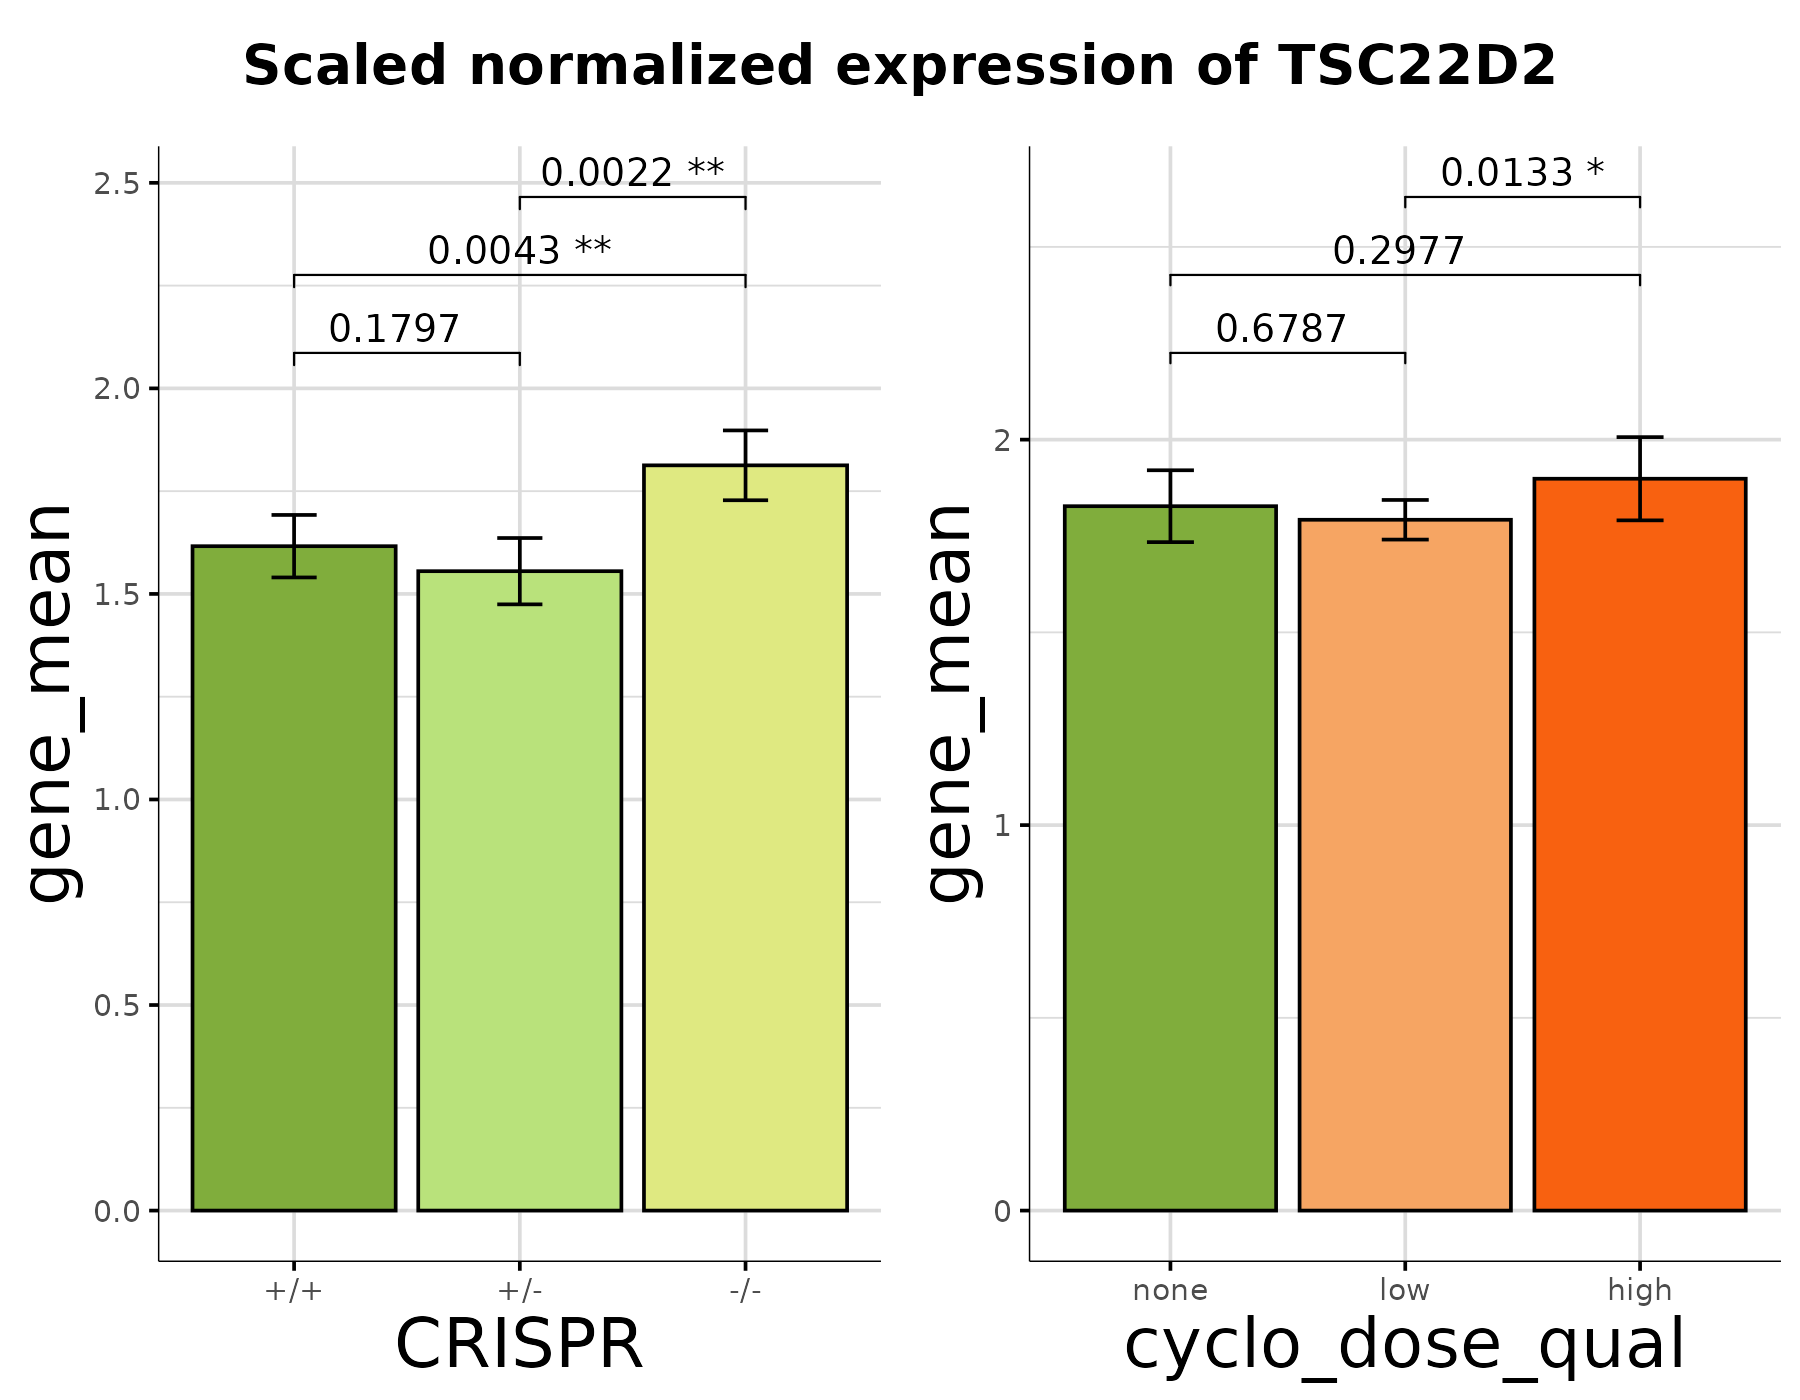 Scaled normalized expression of TSC22D2
gene_mean
2.5
2.0
1.5
1.0
0.5
0.0
0.0022 **
0.0043 **
0.1797
+/+ +/- -/-
CRISPR
gene_mean
2
1
0
0.0133 *
0.2977
0.6787
none low high
cyclo_dose_qual